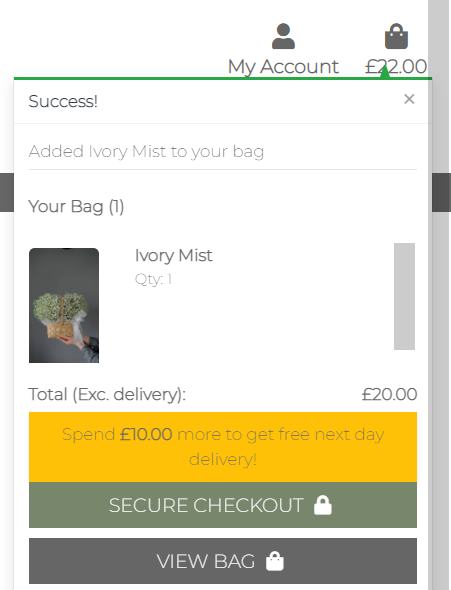 My Account £22.00
Success! ×
Added Ivory Mist to your bag
Your Bag (1)
Ivory Mist
Qty: 1
Total (Exc. delivery): £20.00
Spend £10.00 more to get free next day
delivery!
SECURE CHECKOUT
VIEW BAG